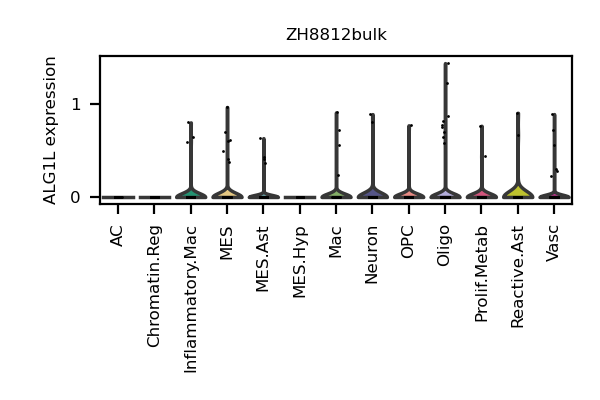 ZH8812bulk
ALG1L expression
1
0
AC
Chromatin.Reg
Inflammatory.Mac
MES
MES.Ast
MES.Hyp
Mac
Neuron
OPC
Oligo
Prolif.Metab
Reactive.Ast
Vasc